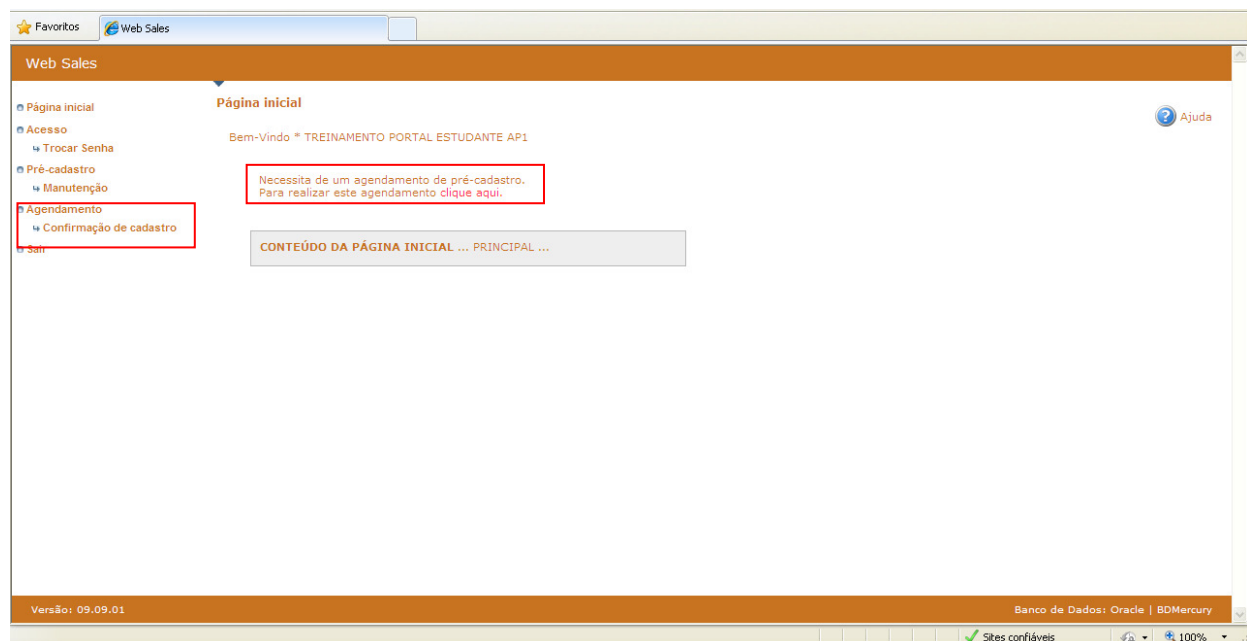 Favoritos
Web Sales
Web Sales
Página inicial
Acesso
Trocar Senha
Pré-cadastro
Manutenção
Agendamento
Confirmação de cadastro
Sair
Página inicial
Ajuda
Bem-Vindo * TREINAMENTO PORTAL ESTUDANTE AP1
Necessita de um agendamento de pré-cadastro.
Para realizar este agendamento clique aqui.
CONTEÚDO DA PÁGINA INICIAL ... PRINCIPAL ...
Versão: 09.09.01
Banco de Dados: Oracle | BDMercury
Sites confiáveis
100%